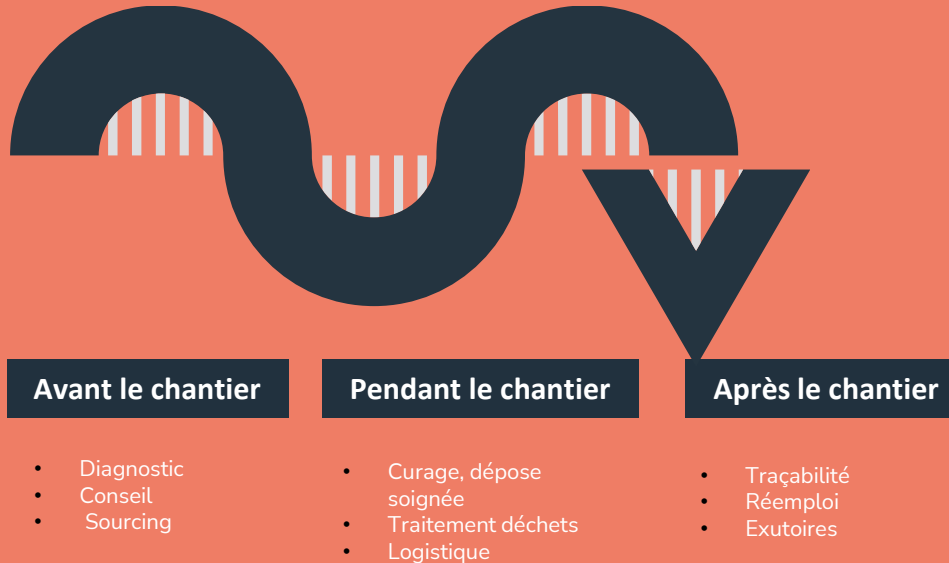 Avant le chantier
• Diagnostic
• Conseil
• Sourcing
Pendant le chantier
• Curage, dépose
soignée
• Traitement déchets
• Logistique
Après le chantier
• Traçabilité
• Réemploi
• Exutoires